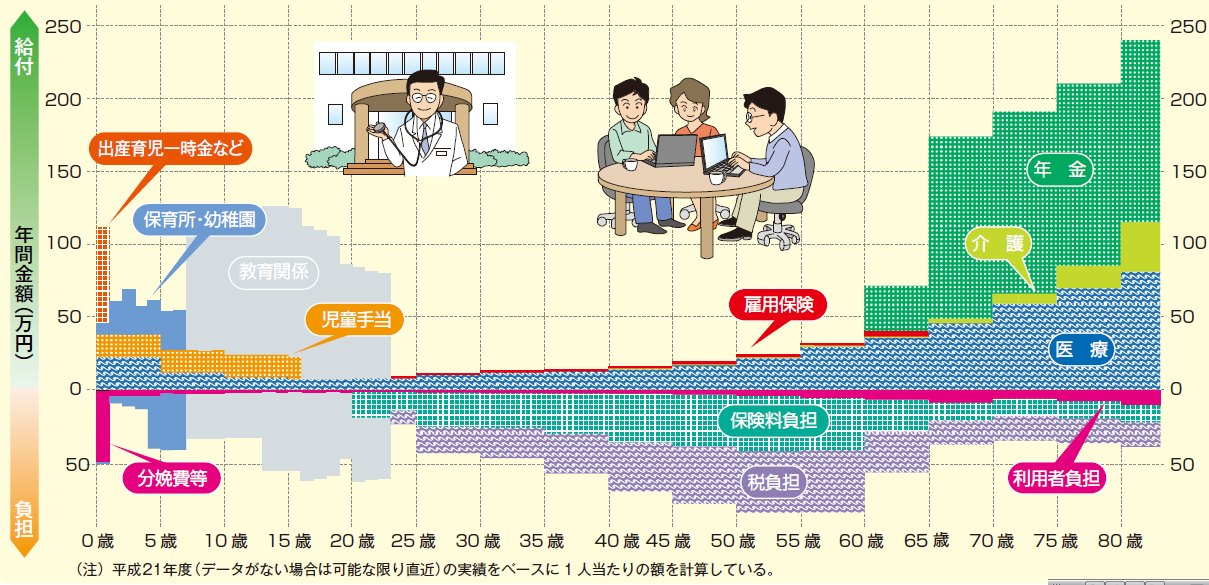 250
200
150
100
50
0
50
250
200
150
100
50
0
50
給付
年間金額(万円)
負担
出産育児一時金など
保育所・幼稚園
教育関係
児童手当
雇用保険
年 金
介 護
医 療
保険料負担
税負担
分娩費等
利用者負担
0歳 5歳 10歳 15歳 20歳 25歳 30歳 35歳 40歳 45歳 50歳 55歳 60歳 65歳 70歳 75歳 80歳
(注) 平成21年度(データがない場合は可能な限り直近)の実績をベースに1人当たりの額を計算している。